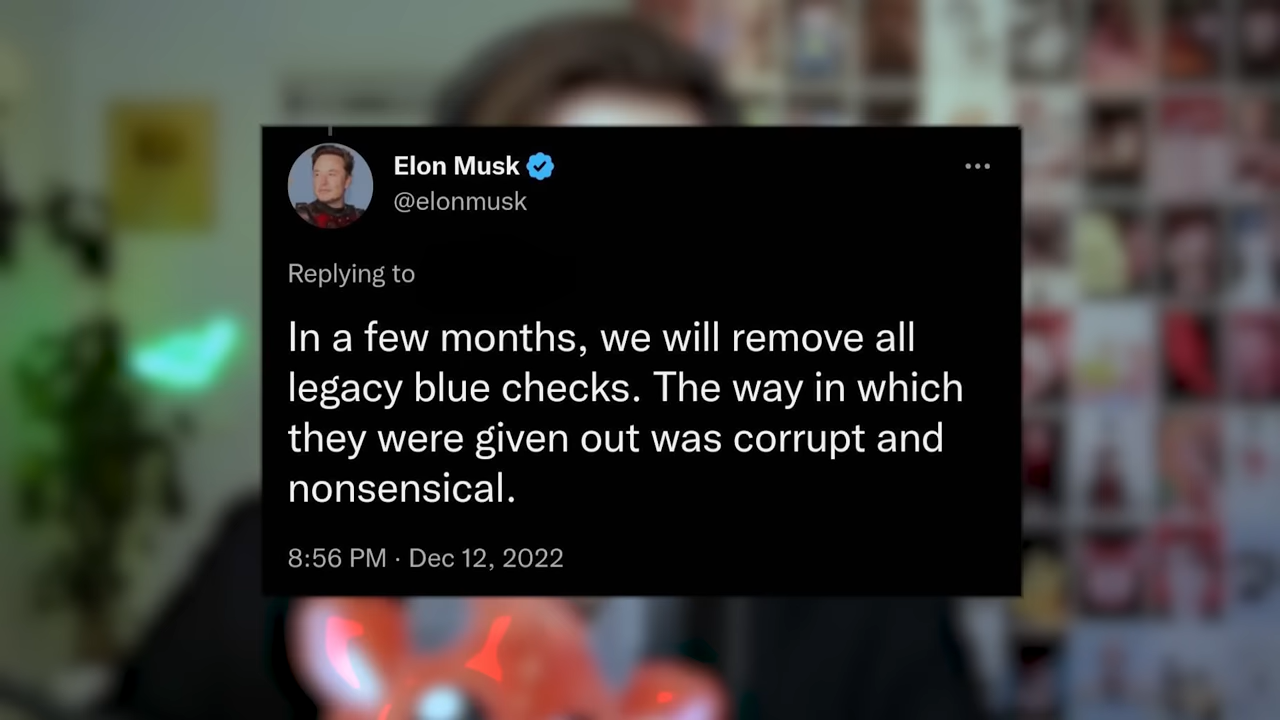 Elon Musk
@elonmusk
Replying to
In a few months, we will remove all
legacy blue checks. The way in which
they were given out was corrupt and
nonsensical.
8:56 PM · Dec 12, 2022